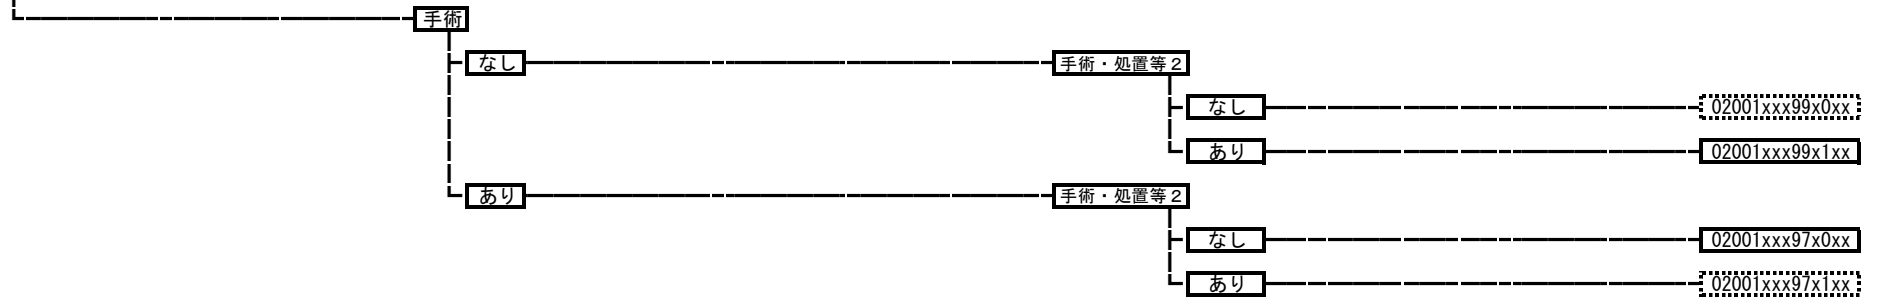 手術
なし 手術・処置等2
なし 02001xxx99x0xx
あり 02001xxx99x1xx
あり 手術・処置等2
なし 02001xxx97x0xx
あり 02001xxx97x1xx